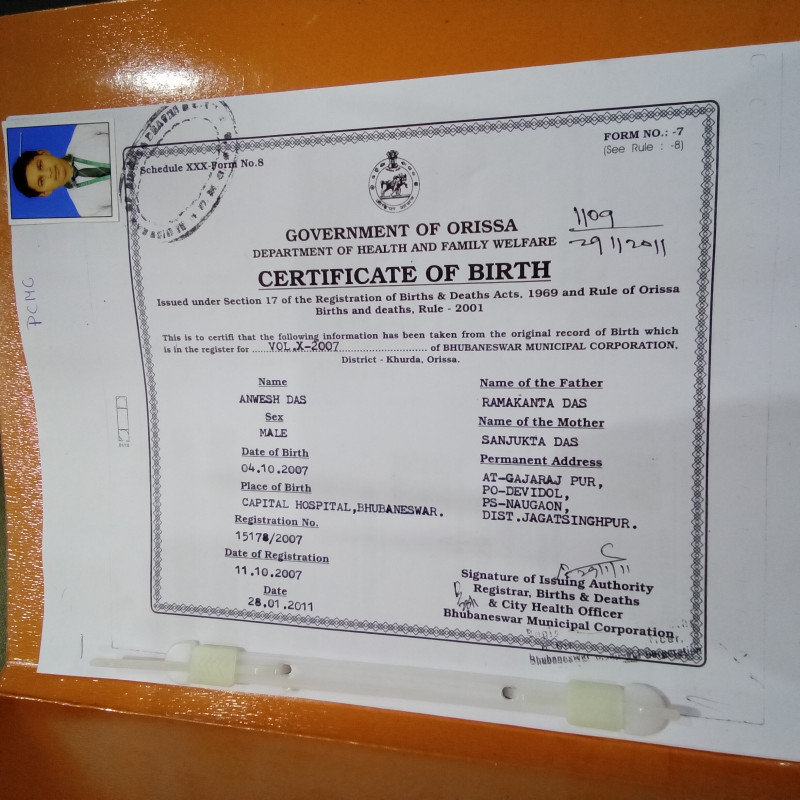 Schedule XXX-Form No.8
FORM NO.: -7
(See Rule : -8)
1109
29/1/2011
GOVERNMENT OF ORISSA
DEPARTMENT OF HEALTH AND FAMILY WELFARE
CERTIFICATE OF BIRTH
Issued under Section 17 of the Registration of Births & Deaths Acts, 1969 and Rule of Orissa
Births and deaths, Rule - 2001
This is to certifi that the following information has been taken from the original record of Birth which
is in the register for ......VOL.X-2007...................... of BHUBANESWAR MUNICIPAL CORPORATION,
District - Khurda, Orissa.
Name
ANWESH DAS
Sex
MALE
Date of Birth
04.10.2007
Place of Birth
CAPITAL HOSPITAL,BHUBANESWAR.
Registration No.
15178/2007
Date of Registration
11.10.2007
Date
28.01.2011
Name of the Father
RAMAKANTA DAS
Name of the Mother
SANJUKTA DAS
Permanent Address
AT-GAJARAJ PUR,
PO-DEVIDOL,
PS-NAUGAON,
DIST.JAGATSINGHPUR.
29/1/11
Signature of Issuing Authority
Registrar, Births & Deaths
& City Health Officer
Bhubaneswar Municipal Corporation
Bhubaneswar
Corporation
PCMC